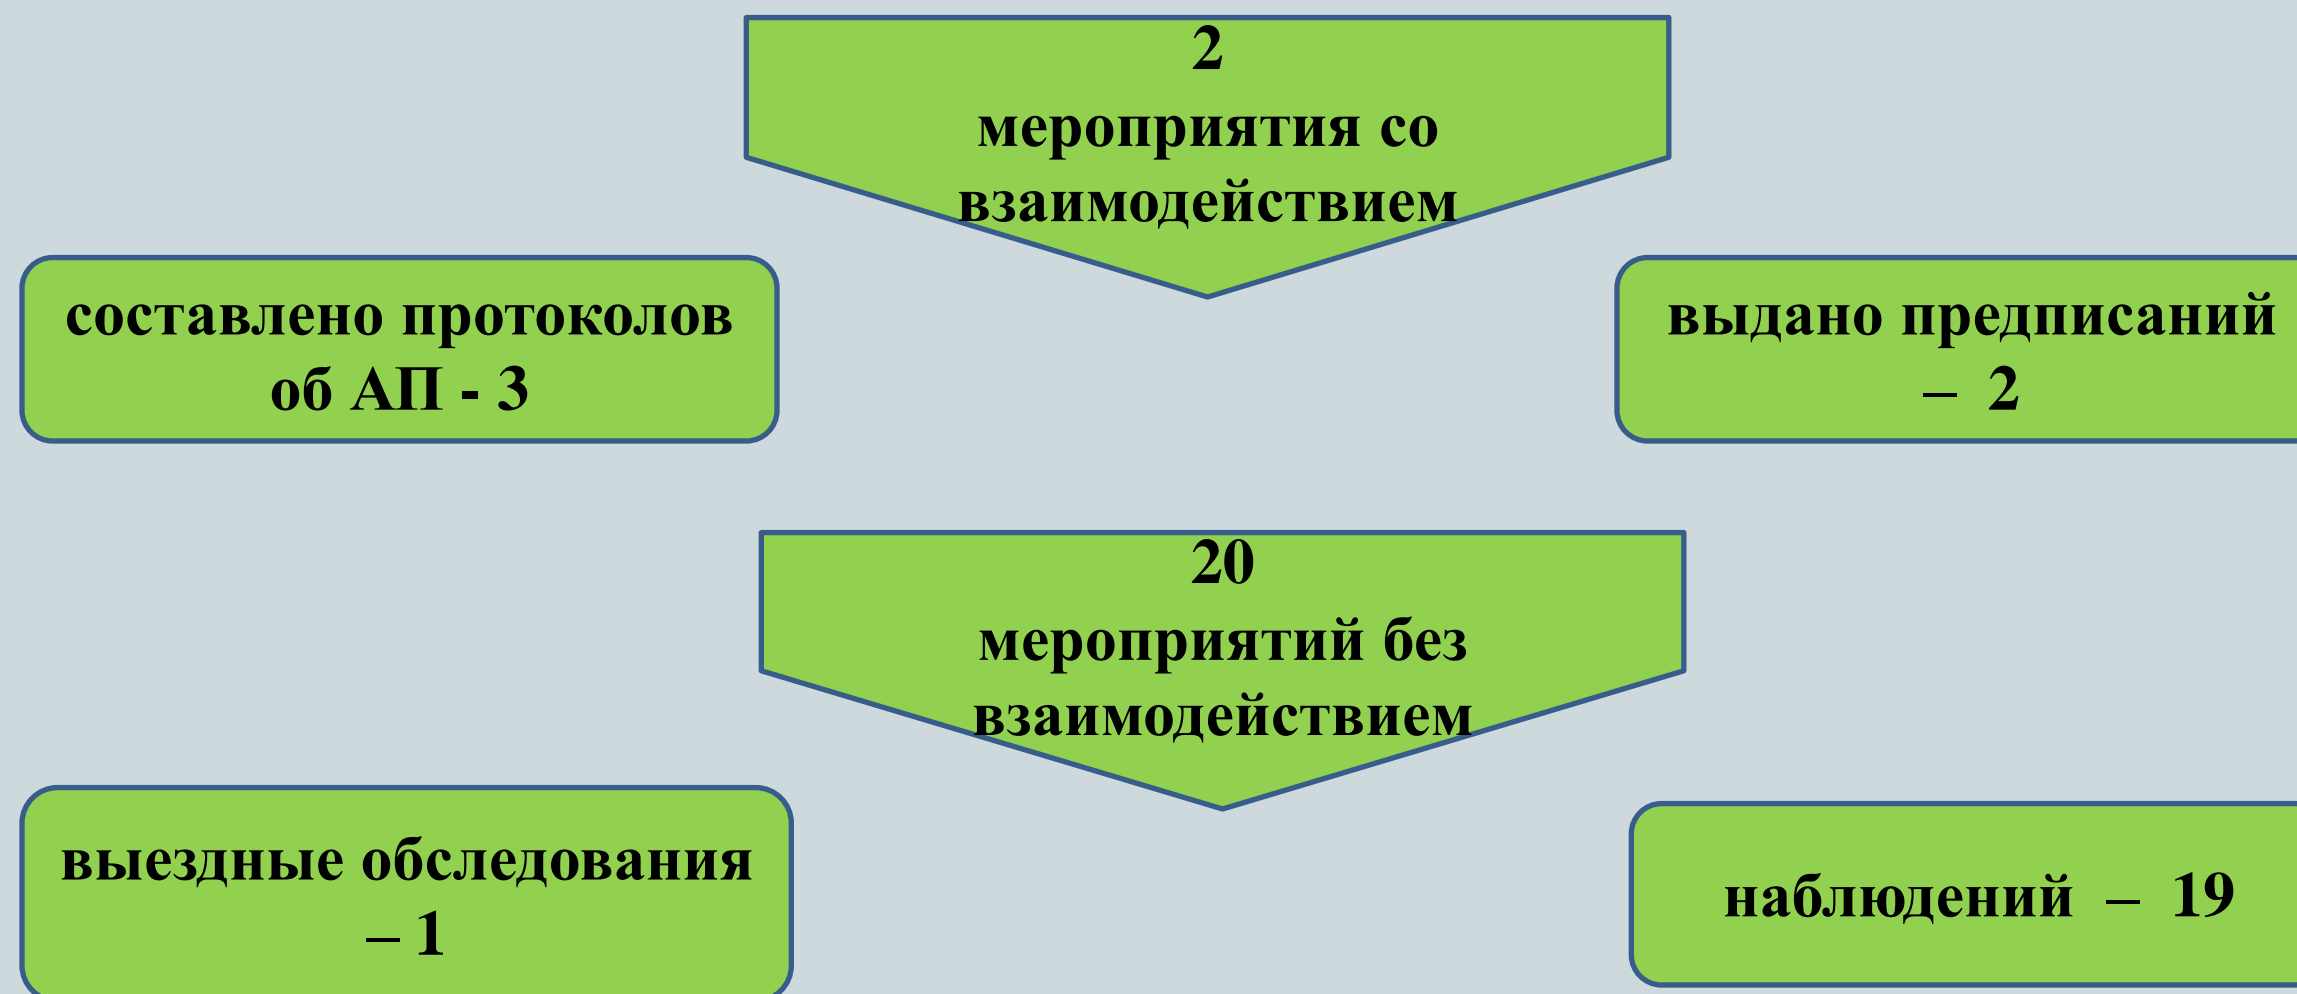 2
мероприятия со
взаимодействием
составлено протоколов
об АП - 3
выдано предписаний
– 2
20
мероприятий без
взаимодействием
выездные обследования
– 1
наблюдений – 19